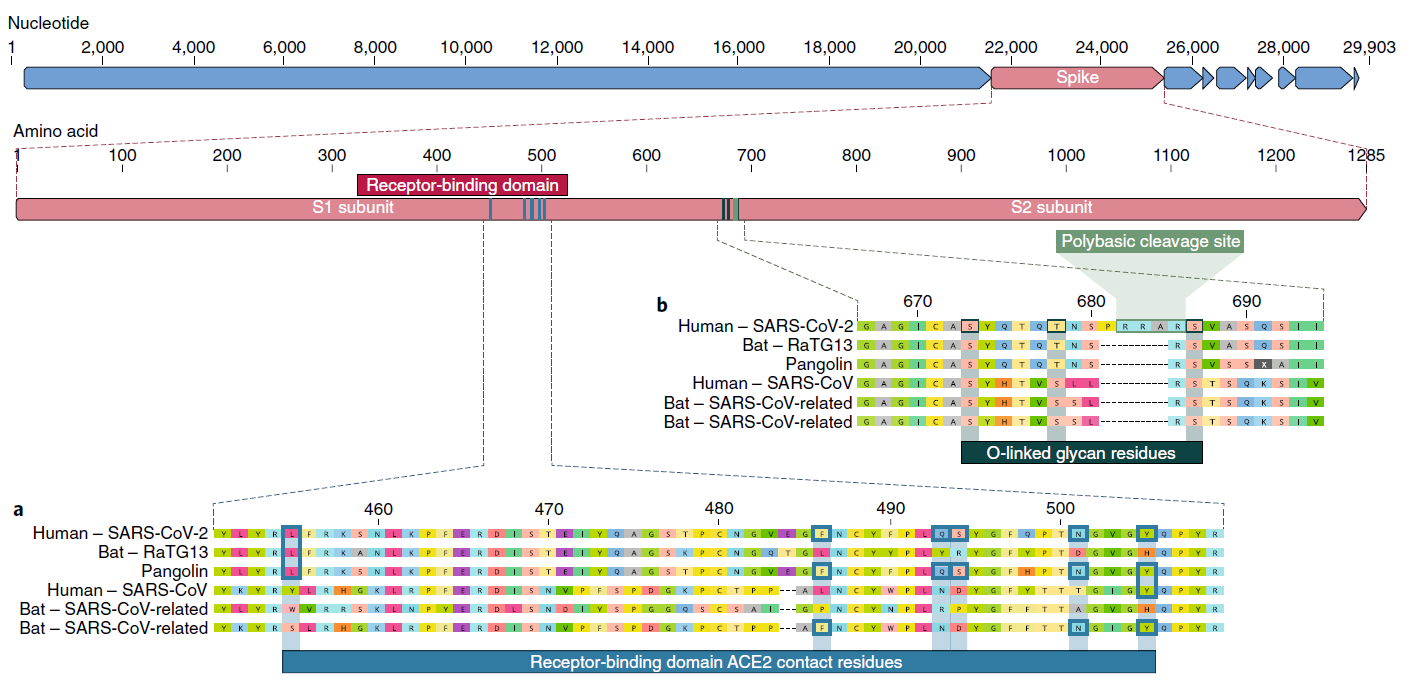 Nucleotide
1 2,000 4,000 6,000 8,000 10,000 12,000 14,000 16,000 18,000 20,000 22,000 24,000 26,000 28,000 29,903
Spike
Amino acid
1 100 200 300 400 500 600 700 800 900 1000 1100 1200 1285
Receptor-binding domain
S1 subunit S2 subunit
Polybasic cleavage site
b
670 680 690
Human – SARS-CoV-2 G A G I C A S Y Q T Q T N S P R R A R S V A S Q S I I
Bat – RaTG13 G A G I C A S Y Q T Q T N S ----------- R S V A S Q S I I
Pangolin G A G I C A S Y Q T Q T N S ----------- R S V S S X A I I
Human – SARS-CoV G A G I C A S Y H T V S L L ----------- R S T S Q K S I V
Bat – SARS-CoV-related G A G I C A S Y H T V S S L ----------- R S T S Q K S I V
Bat – SARS-CoV-related G A G I C A S Y H T V S S L ----------- R S T S Q K S I V
O-linked glycan residues
a
460 470 480 490 500
Human – SARS-CoV-2 Y L Y R L F R K S N L K P F E R D I S T E I Y Q A G S T P C N G V E G F N C Y F P L Q S Y G F Q P T N G V G Y Q P Y R
Bat – RaTG13 Y L Y R L F R K A N L K P F E R D I S T E I Y Q A G S K P C N G Q T G L N C Y Y P L Y R Y G F Y P T D G V G H Q P Y R
Pangolin Y L Y R L F R K S N L K P F E R D I S T E I Y Q A G S T P C N G V E G F N C Y F P L Q S Y G F H P T N G V G Y Q P Y R
Human – SARS-CoV Y K Y R Y L R H G K L R P F E R D I S N V P F S P D G K P C T P P --- A L N C Y W P L N D Y G F Y T T T G I G Y Q P Y R
Bat – SARS-CoV-related Y L Y R W V R R S K L N P Y E R D L S N D I Y S P G G Q S C S A I --- G P N C Y N P L R P Y G F F T T A G V G H Q P Y R
Bat – SARS-CoV-related Y K Y R S L R H G K L R P F E R D I S N V P F S P D G K P C T P P --- A F N C Y W P L N D Y G F F T T N G I G Y Q P Y R
Receptor-binding domain ACE2 contact residues